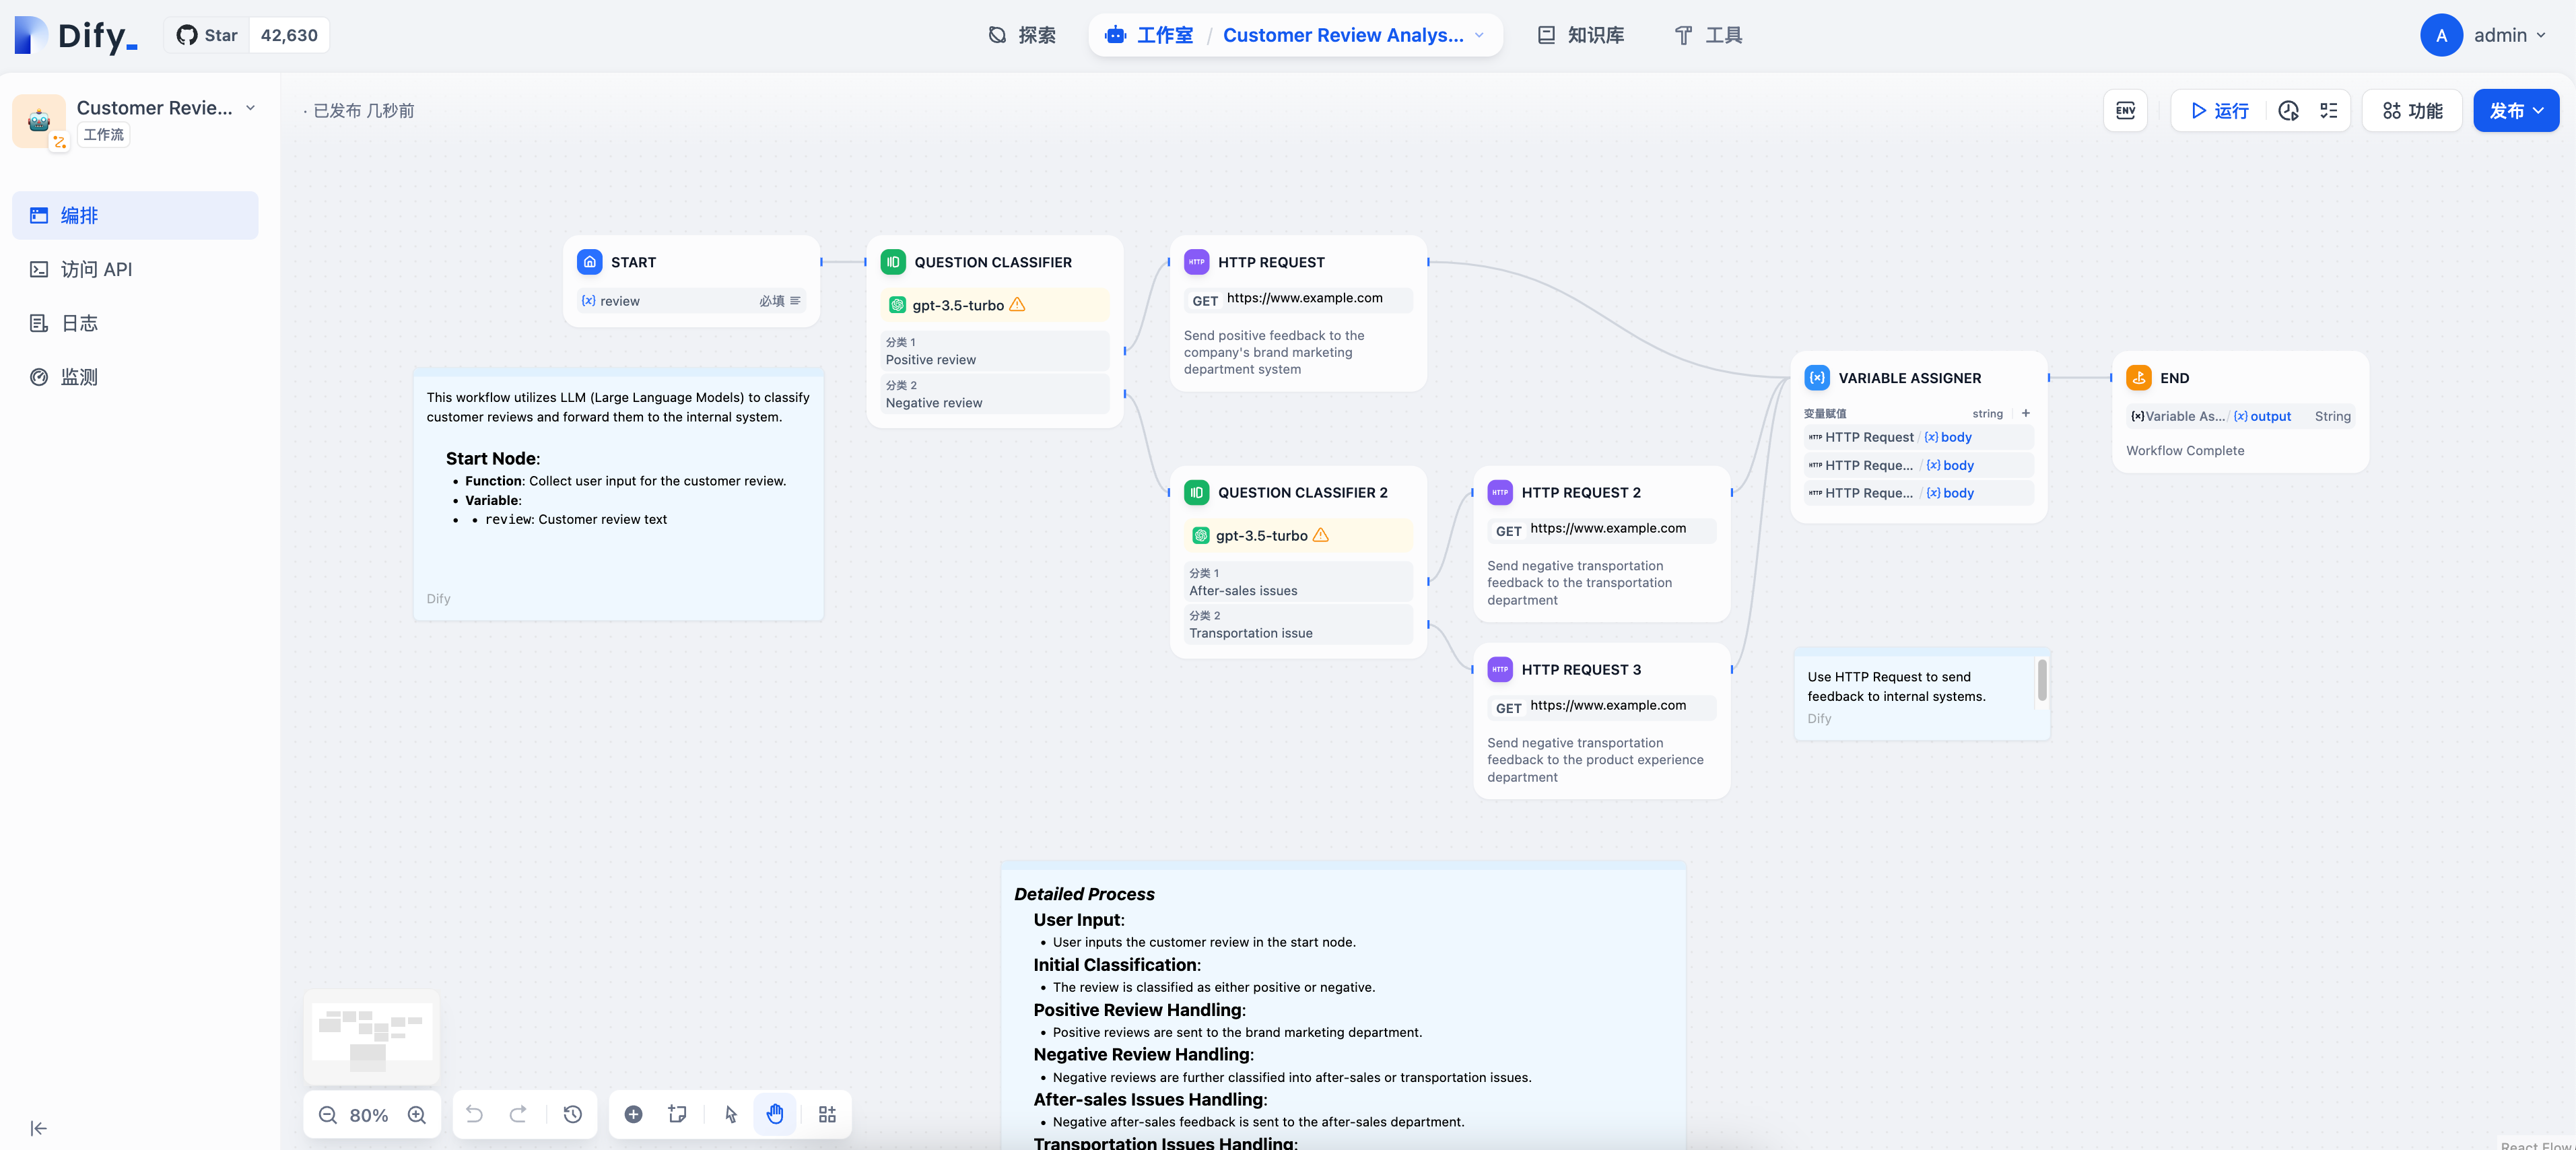 Dify_
Star 42,630
探索
工作室 / Customer Review Analys...
知识库
工具
A admin
Customer Revie...
工作流
编排
访问 API
日志
监测
· 已发布 几秒前
ENV
运行
功能
发布
START
{x} review 必填
This workflow utilizes LLM (Large Language Models) to classify
customer reviews and forward them to the internal system.
Start Node:
• Function: Collect user input for the customer review.
• Variable:
• • review: Customer review text
Dify
QUESTION CLASSIFIER
gpt-3.5-turbo
分类 1
Positive review
分类 2
Negative review
HTTP HTTP REQUEST
GET https://www.example.com
Send positive feedback to the
company's brand marketing
department system
QUESTION CLASSIFIER 2
gpt-3.5-turbo
分类 1
After-sales issues
分类 2
Transportation issue
HTTP HTTP REQUEST 2
GET https://www.example.com
Send negative transportation
feedback to the transportation
department
HTTP HTTP REQUEST 3
GET https://www.example.com
Send negative transportation
feedback to the product experience
department
{x} VARIABLE ASSIGNER
变量赋值 string +
HTTP HTTP Request / {x} body
HTTP HTTP Reque... / {x} body
HTTP HTTP Reque... / {x} body
END
{x} Variable As... / {x} output String
Workflow Complete
Use HTTP Request to send
feedback to internal systems.
Dify
Detailed Process
User Input:
• User inputs the customer review in the start node.
Initial Classification:
• The review is classified as either positive or negative.
Positive Review Handling:
• Positive reviews are sent to the brand marketing department.
Negative Review Handling:
• Negative reviews are further classified into after-sales or transportation issues.
After-sales Issues Handling:
• Negative after-sales feedback is sent to the after-sales department.
Transportation Issues Handling:
80%
React Flow